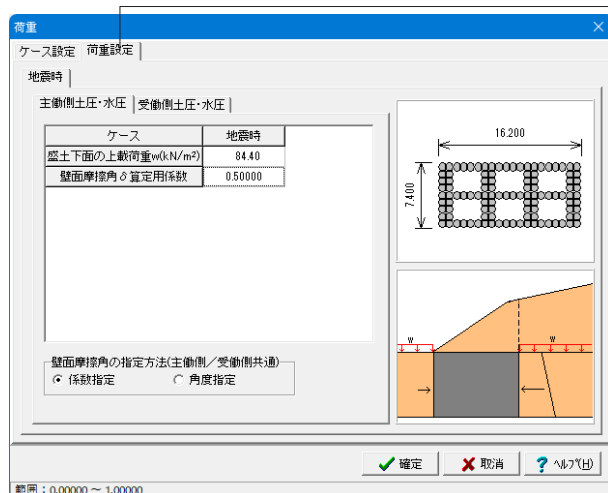 荷重
ケース設定 荷重設定
地震時
主働側土圧・水圧 受働側土圧・水圧
ケース 地震時
盛土下面の上載荷重w(kN/m²) 84.40
壁面摩擦角δ算定用係数 0.50000
16.200
7.400
w w
壁面摩擦角の指定方法(主働側/受働側共通)
係数指定 角度指定
確定 取消 ヘルプ(H)
範囲:0.00000 ~ 1.00000